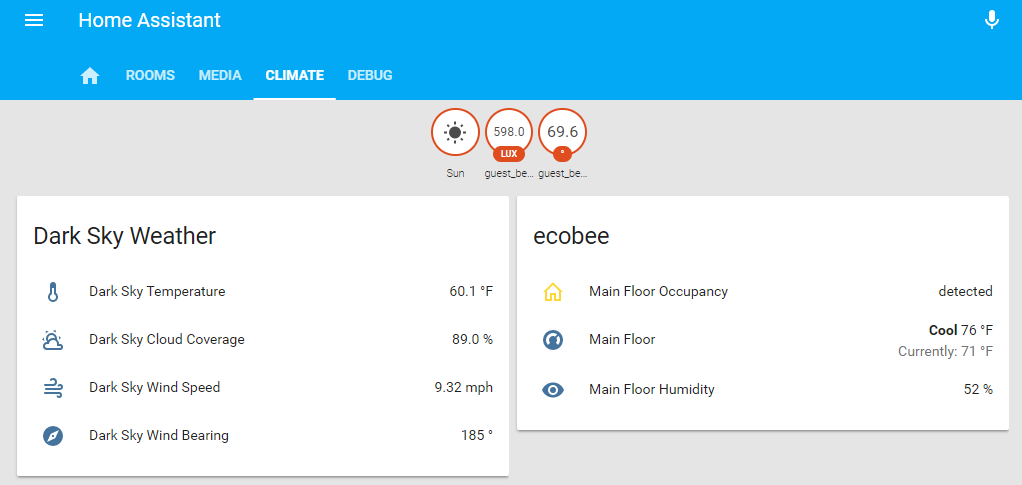 Home Assistant
ROOMS MEDIA CLIMATE DEBUG
598.0 69.6
LUX °
Sun guest_be... guest_be...
Dark Sky Weather
Dark Sky Temperature 60.1 °F
Dark Sky Cloud Coverage 89.0 %
Dark Sky Wind Speed 9.32 mph
Dark Sky Wind Bearing 185 °
ecobee
Main Floor Occupancy detected
Main Floor Cool 76 °F
Currently: 71 °F
Main Floor Humidity 52 %